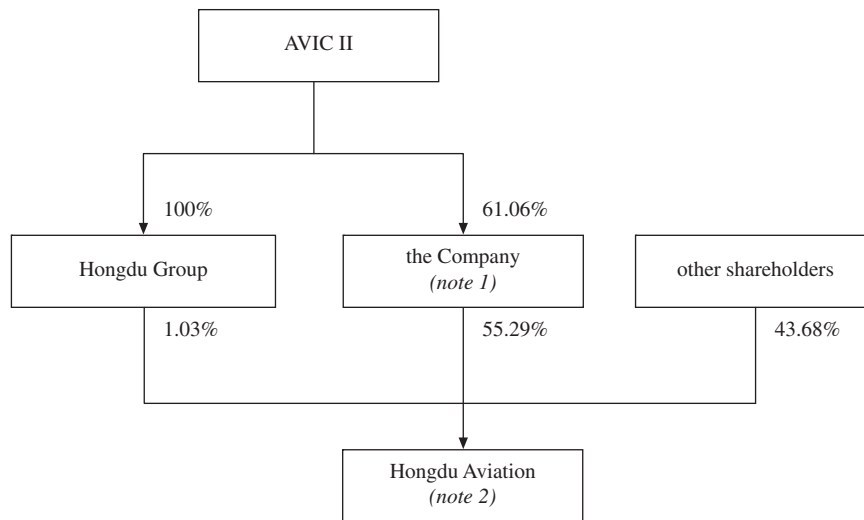 AVIC II
100%
61.06%
Hongdu Group
the Company
(note 1)
other shareholders
1.03%
55.29%
43.68%
Hongdu Aviation
(note 2)